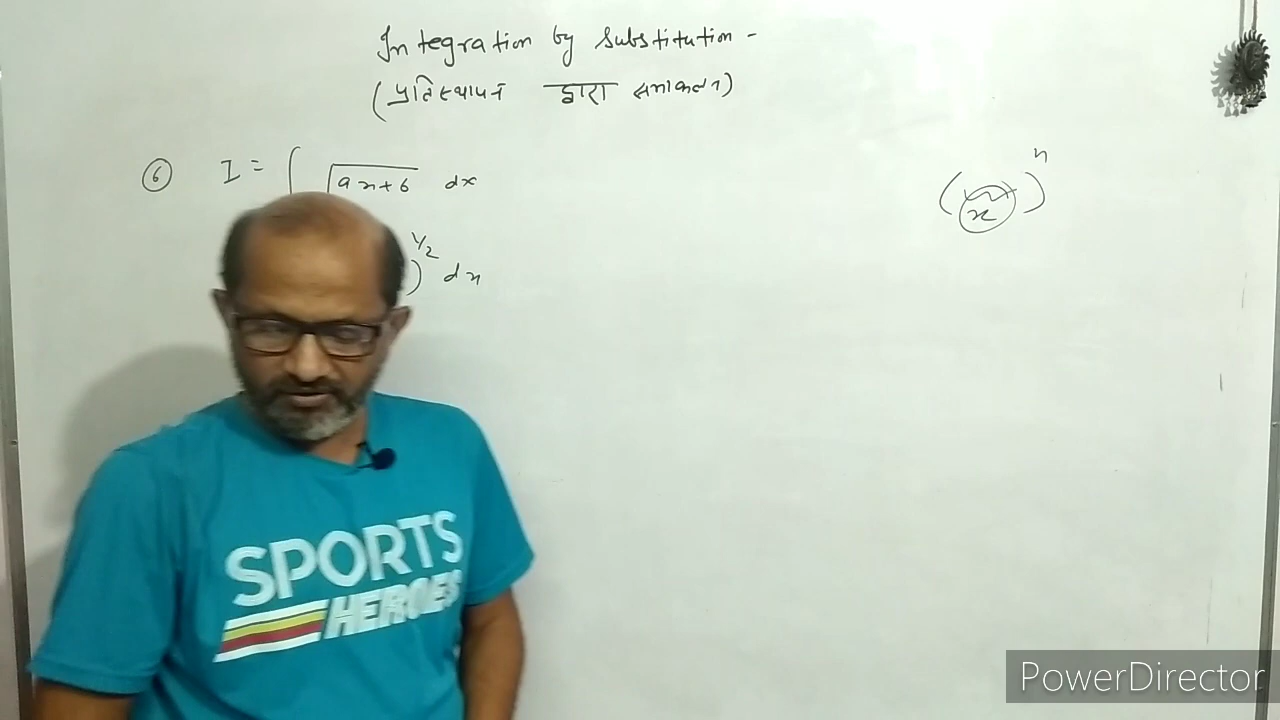 Integration by Substitution -
(प्रतिस्थापन द्वारा समाकलन)
6 I = ∫ √ax+b dx
)^1/2 dx
(x)^n
SPORTS
HEROES
PowerDirector